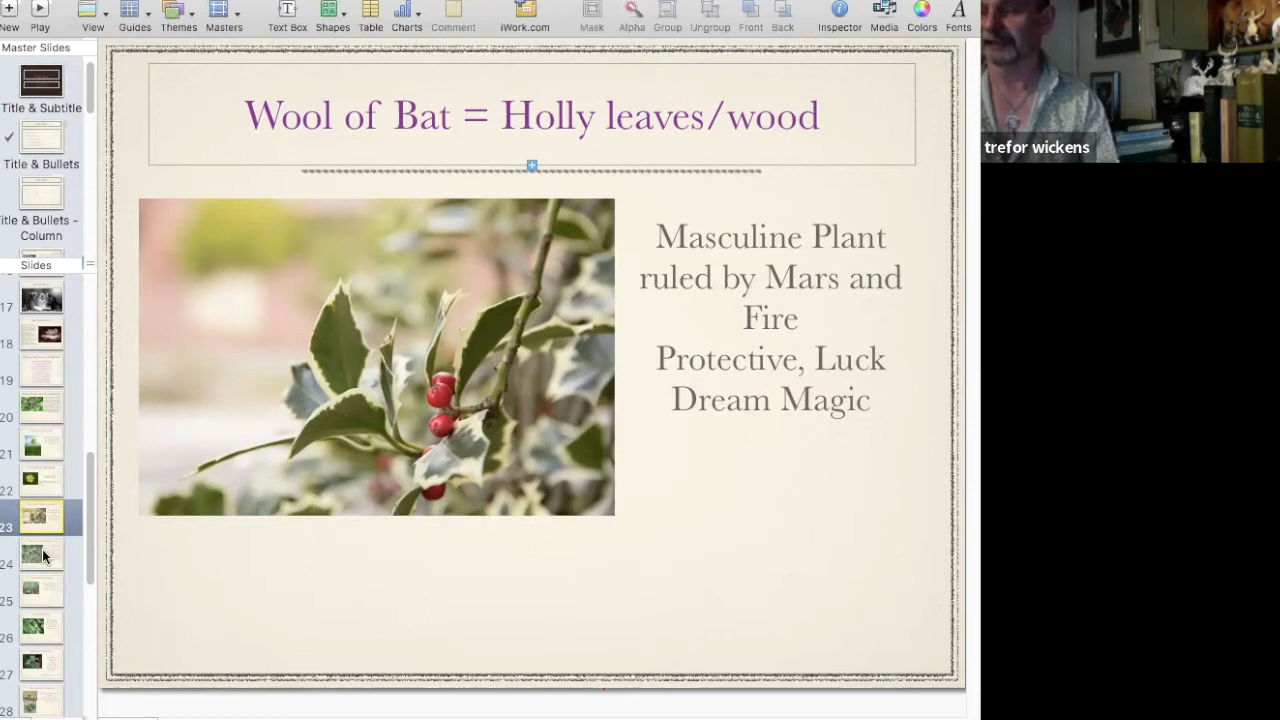 Play View Guides Themes Masters Text Box Shapes Table Charts Comment iWork.com Mask Alpha Group Ungroup Front Back Inspector Media Colors Fonts
Master Slides
Title & Subtitle
Title & Bullets
Title & Bullets –
Column
Slides
17
18
19
20
21
22
23
24
25
26
27
28
Wool of Bat = Holly leaves/wood
Masculine Plant
ruled by Mars and
Fire
Protective, Luck
Dream Magic
trefor wickens